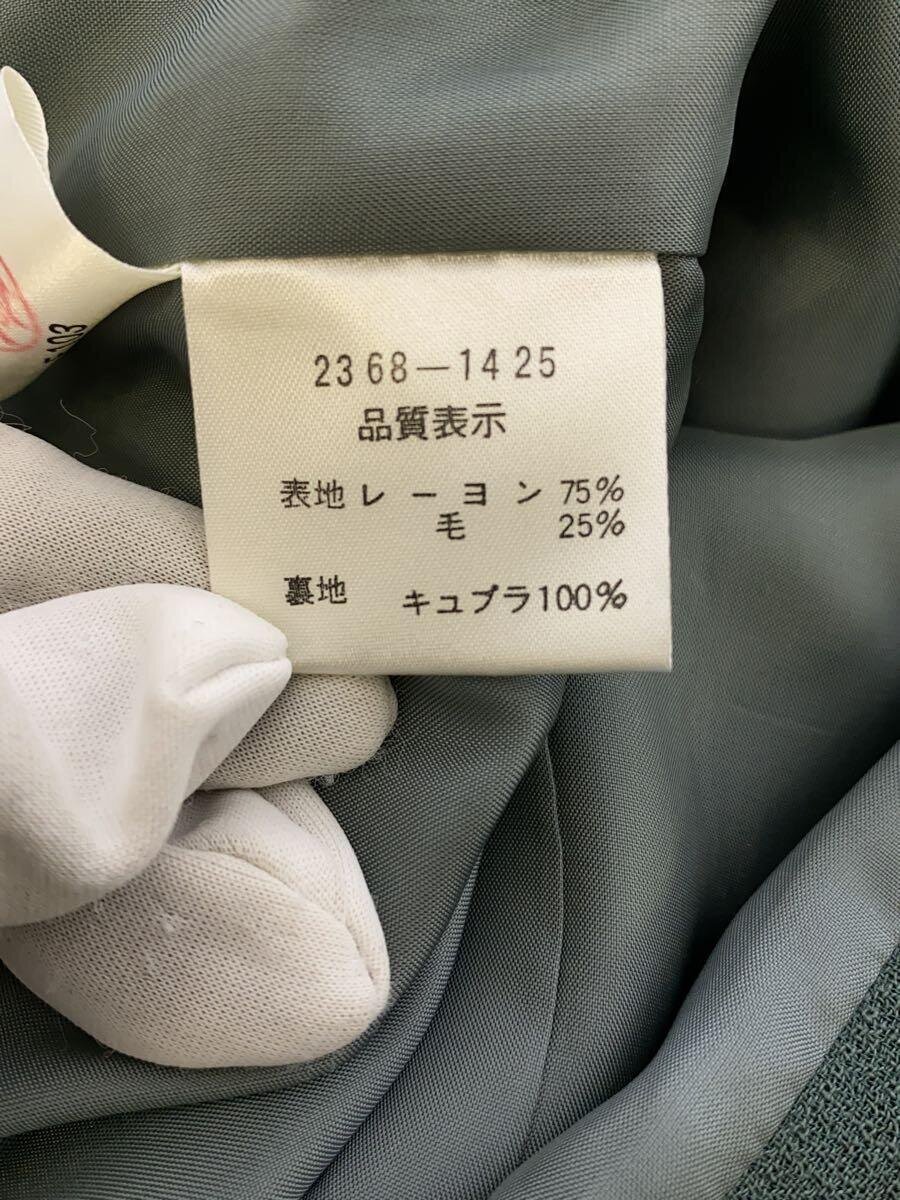 2368-1425
品質表示
表地 レーヨン 75%
毛 25%
裏地 キュプラ100%